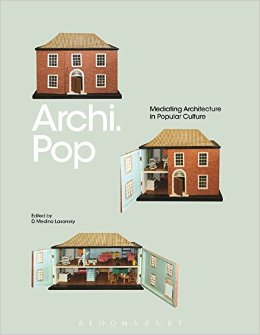 Archi.
Pop
Mediating Architecture
in Popular Culture
Edited by
D. Medina Lasansky
BLOOMSBURY